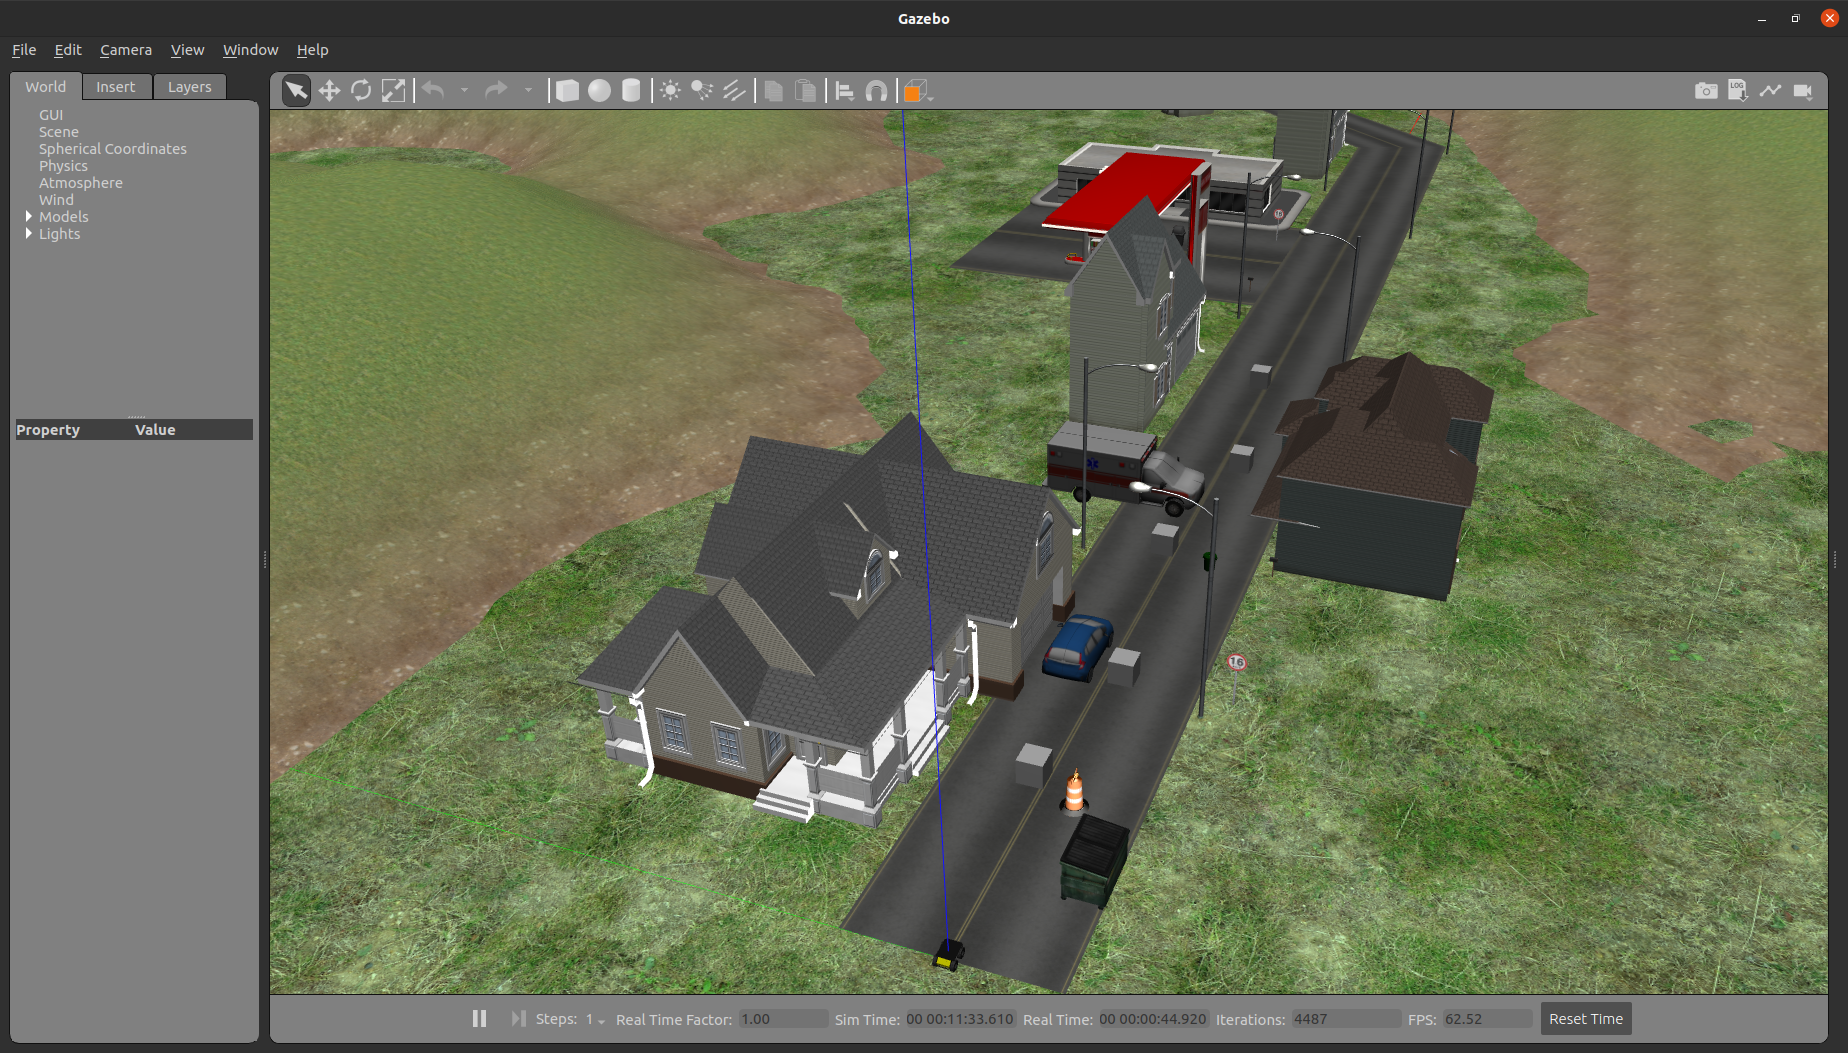 Gazebo
File Edit Camera View Window Help
World Insert Layers
GUI
Scene
Spherical Coordinates
Physics
Atmosphere
Wind
Models
Lights
Property Value
LOG
16
16
Steps: 1 Real Time Factor: 1.00 Sim Time: 00 00:11:33.610 Real Time: 00 00:00:44.920 Iterations: 4487 FPS: 62.52 Reset Time